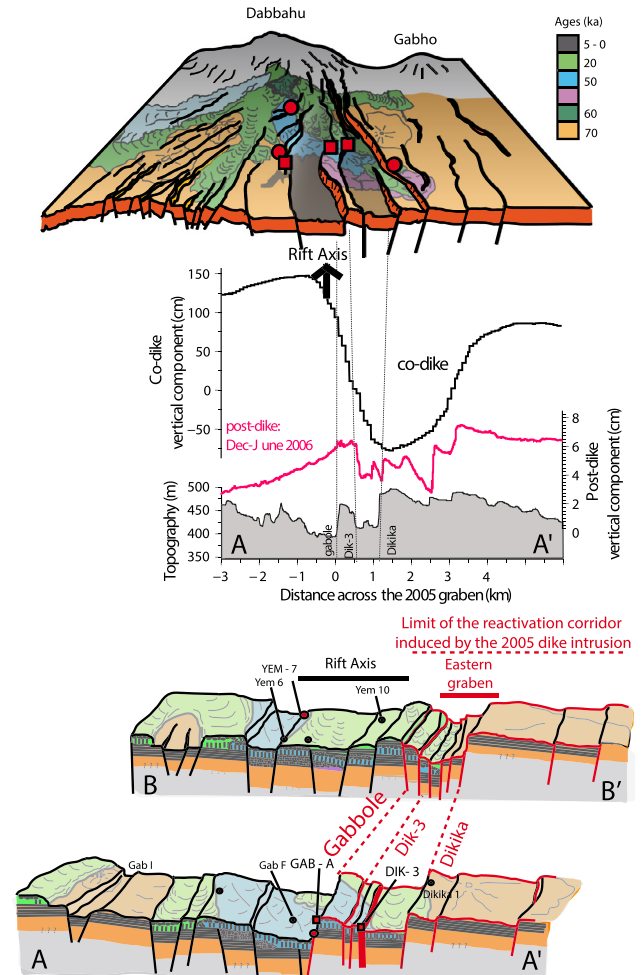 Dabbahu
Gabho
Ages (ka)
5 - 0
20
50
60
70
Rift Axis
150
100
50
0
−50
Co-dike
vertical component (cm)
co-dike
post-dike:
Dec-J une 2006
8
6
4
2
0
Post-dike
vertical component (cm)
500
450
400
350
Topography (m)
A
gabole
Dik-3
Dikika
A'
−3
−2
−1
0
1
2
3
4
Distance across the 2005 graben (km)
Limit of the reactivation corridor
induced by the 2005 dike intrusion
YEM - 7
Rift Axis
Eastern
graben
Yem 6
Yem 10
B
B’
Gabbole
Dik-3
Dikika
Gab I
Gab F
GAB - A
DIK- 3
Dikika 1
? ? ?
? ? ?
? ? ?
? ? ?
A
A'